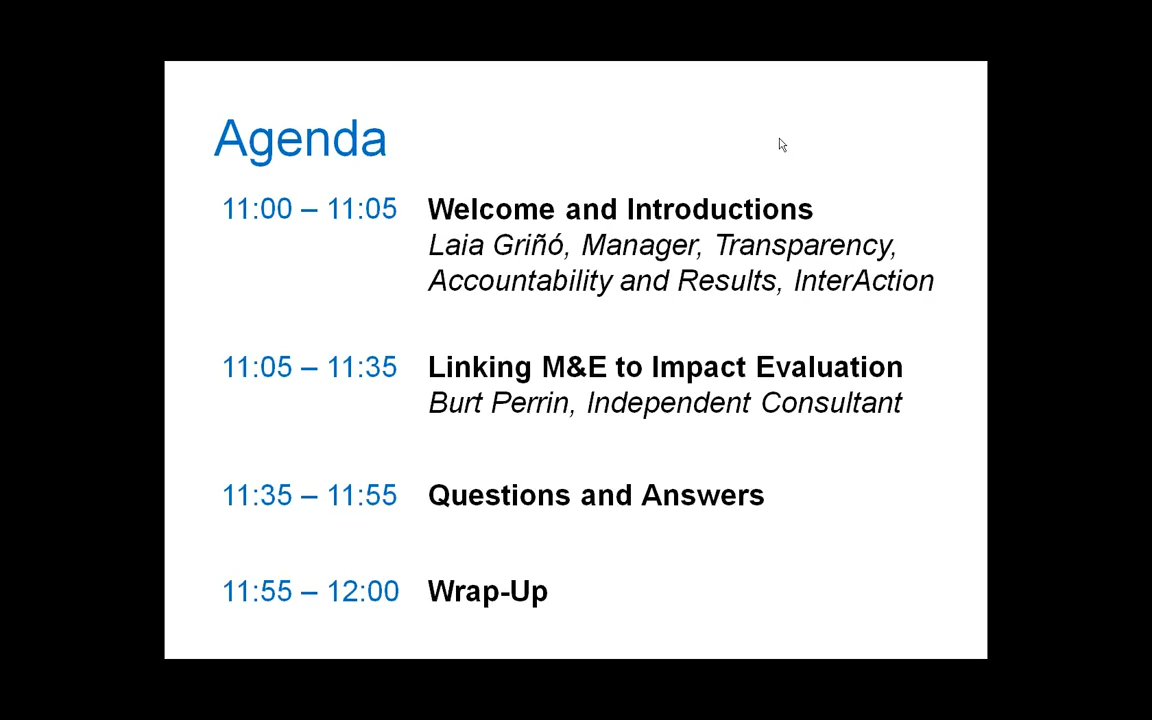 Agenda
11:00 – 11:05 Welcome and Introductions
Laia Griñó, Manager, Transparency,
Accountability and Results, InterAction
11:05 – 11:35 Linking M&E to Impact Evaluation
Burt Perrin, Independent Consultant
11:35 – 11:55 Questions and Answers
11:55 – 12:00 Wrap-Up